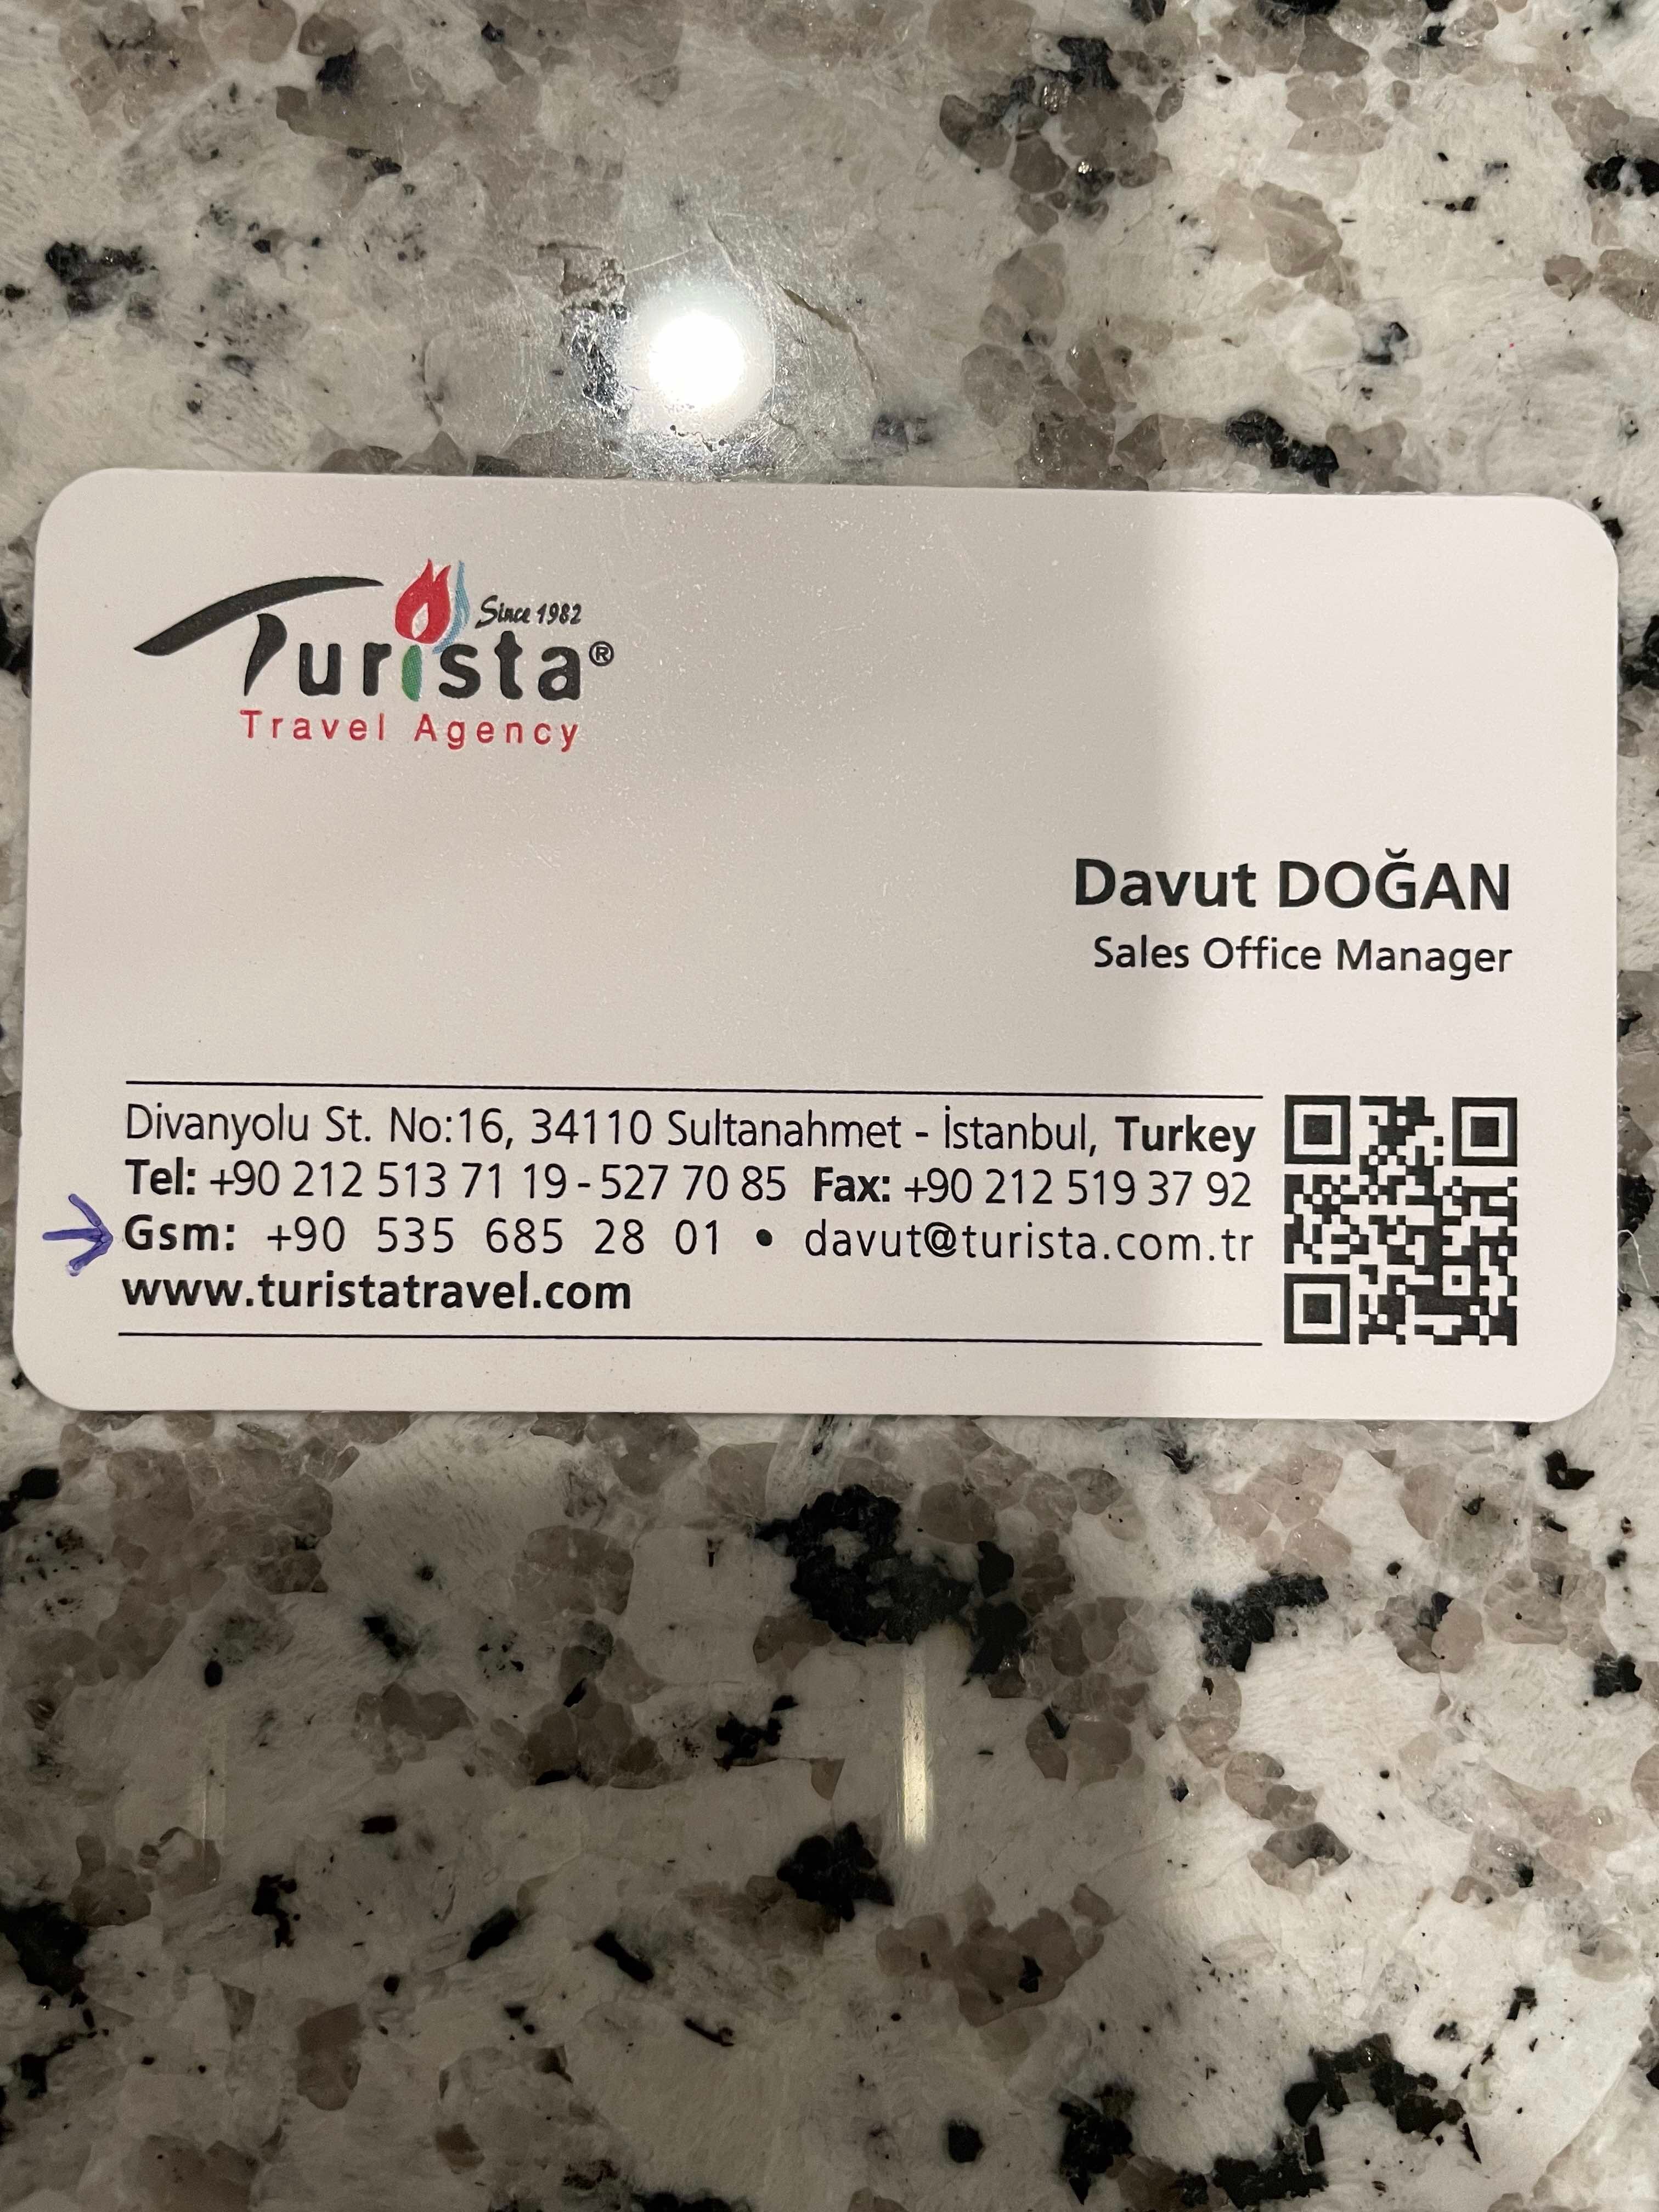 Since 1982
Turista®
Travel Agency
Davut DOĞAN
Sales Office Manager
Divanyolu St. No:16, 34110 Sultanahmet - İstanbul, Turkey
Tel: +90 212 513 71 19 - 527 70 85 Fax: +90 212 519 37 92
Gsm: +90 535 685 28 01 • davut@turista.com.tr
www.turistatravel.com